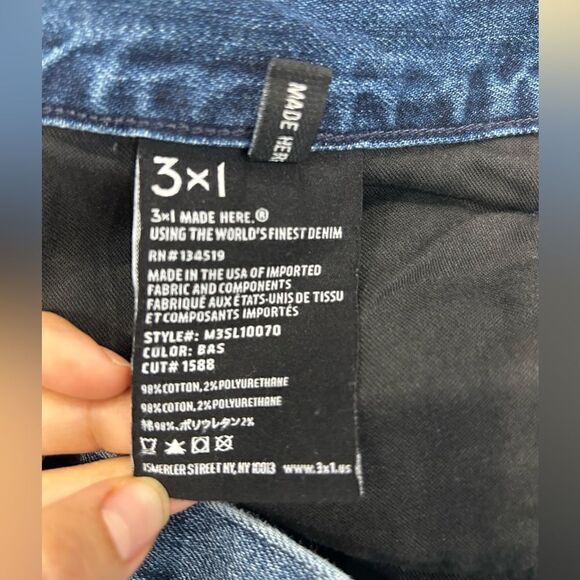 MADE HER
3×1
3×1 MADE HERE.®
USING THE WORLD'S FINEST DENIM
RN# 134519
MADE IN THE USA OF IMPORTED
FABRIC AND COMPONENTS
FABRIQUÉ AUX ÉTATS-UNIS DE TISSU
ET COMPOSANTS IMPORTÉS
STYLE#: M3SL10070
COLOR: BAS
CUT# 1588
98% COTTON, 2% POLYURETHANE
98% COTON, 2% POLYURETHANE
綿98%、ポリウレタン2%
15 MERCER STREET NY, NY 10013 www.3x1.us